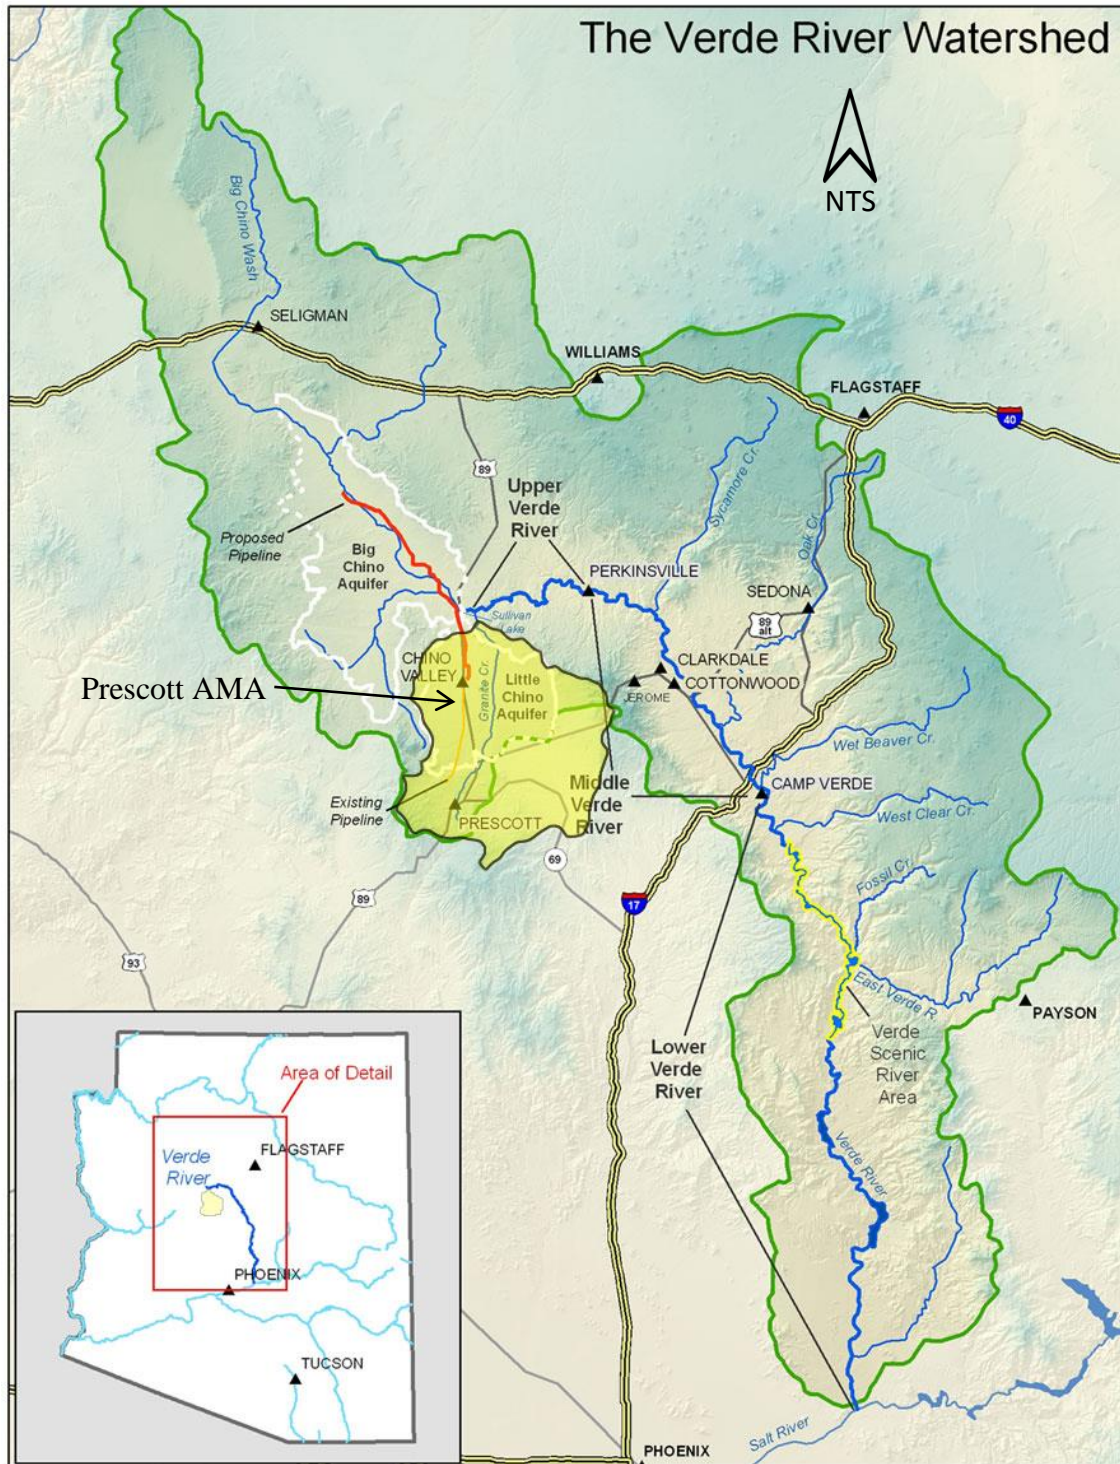 The Verde River Watershed
NTS
Big Chino Wash
SELIGMAN
WILLIAMS
FLAGSTAFF
40
89
Upper
Verde
River
Sycamore Cr.
Oak Cr.
Proposed
Pipeline
Big
Chino
Aquifer
PERKINSVILLE
SEDONA
89
alt
Sullivan
Lake
CHINO
VALLEY
Granite Cr.
Little
Chino
Aquifer
CLARKDALE
COTTONWOOD
JEROME
Prescott AMA
Wet Beaver Cr.
Existing
Pipeline
PRESCOTT
Middle
Verde
River
CAMP VERDE
West Clear Cr.
69
89
17
Fossil Cr.
93
East Verde R.
PAYSON
Verde
Scenic
River
Area
Lower
Verde
River
Verde River
Salt River
PHOENIX
Area of Detail
Verde
River
FLAGSTAFF
PHOENIX
TUCSON